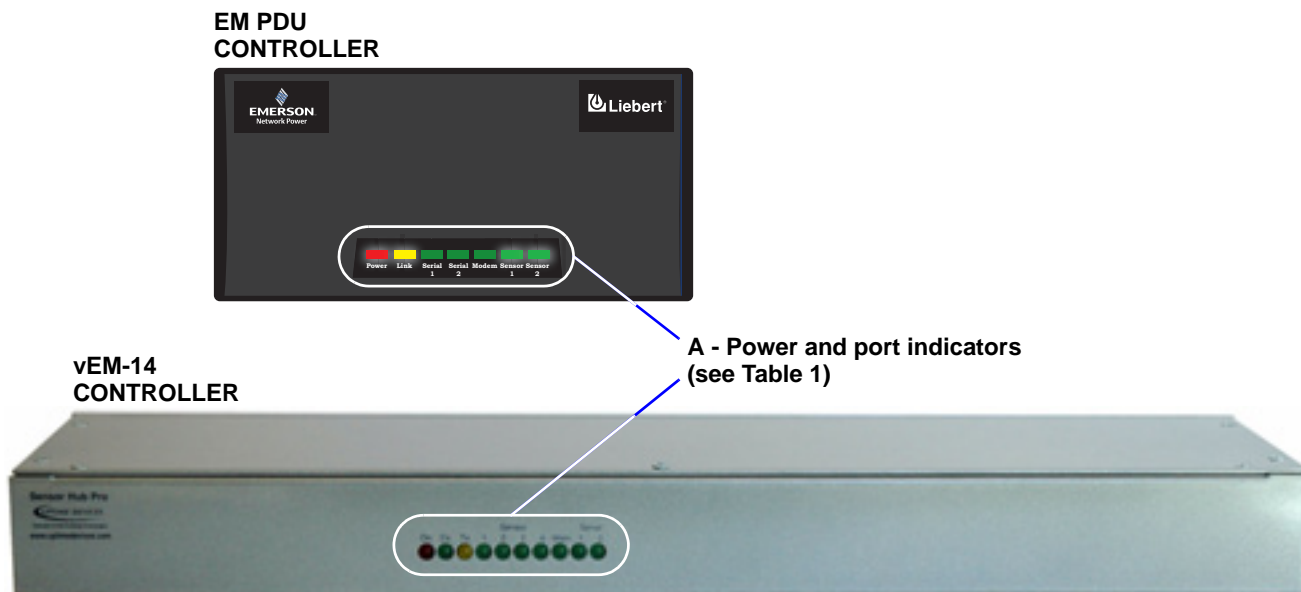 EM PDU
CONTROLLER
EMERSON
Network Power
Liebert®
Power Link Serial 1 Serial 2 Modem Sensor 1 Sensor 2
A - Power and port indicators
(see Table 1)
vEM-14
CONTROLLER
Sensor Hub Pro